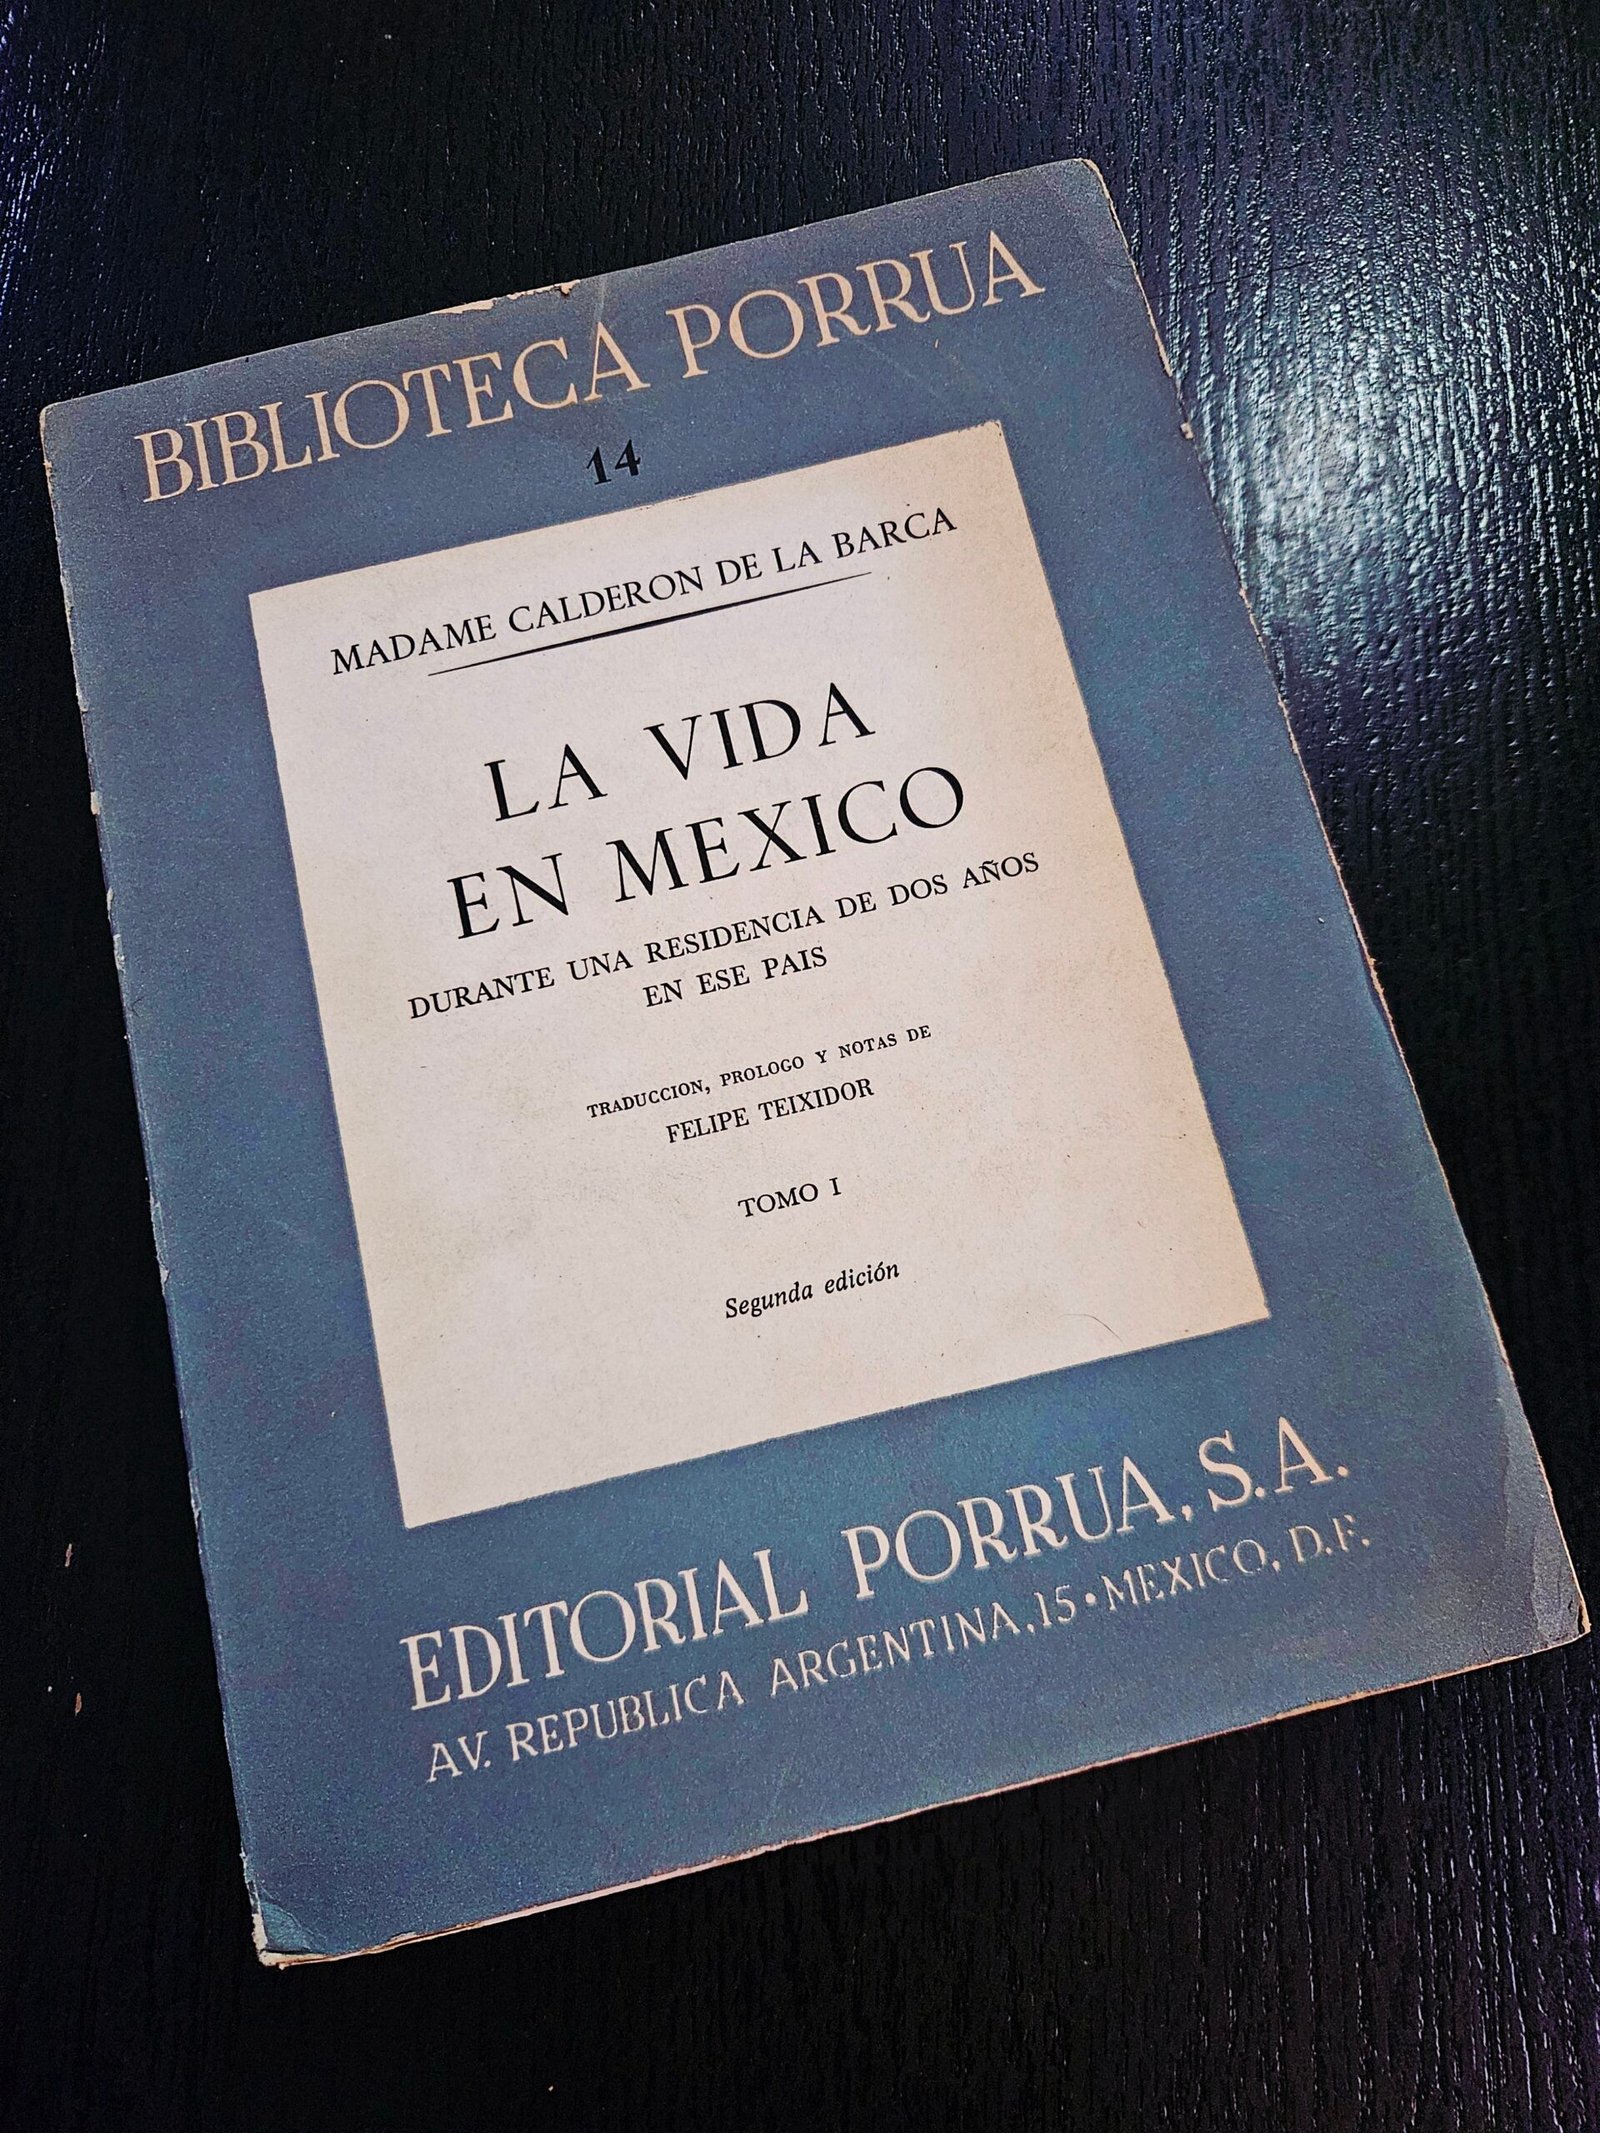 BIBLIOTECA PORRUA
14
MADAME CALDERON DE LA BARCA
LA VIDA
EN MEXICO
DURANTE UNA RESIDENCIA DE DOS AÑOS
EN ESE PAIS
TRADUCCION, PROLOGO Y NOTAS DE
FELIPE TEIXIDOR
TOMO I
Segunda edición
EDITORIAL PORRUA, S.A.
AV. REPUBLICA ARGENTINA, 15 • MEXICO, D.F.